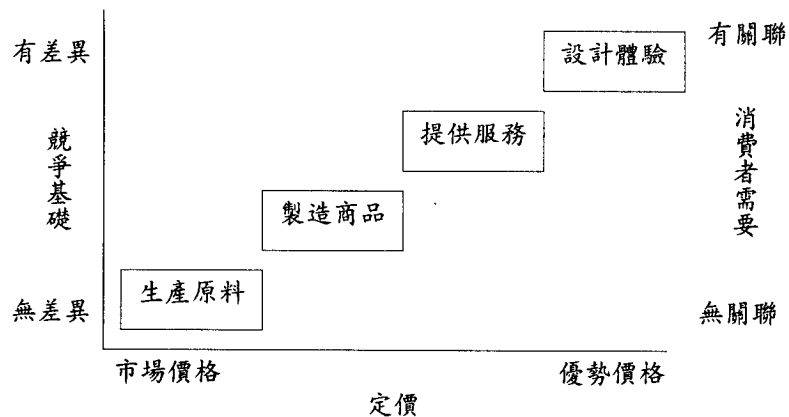 有差異
設計體驗
有關聯
提供服務
競爭基礎
消費者需要
製造商品
生產原料
無差異
無關聯
市場價格
優勢價格
定價